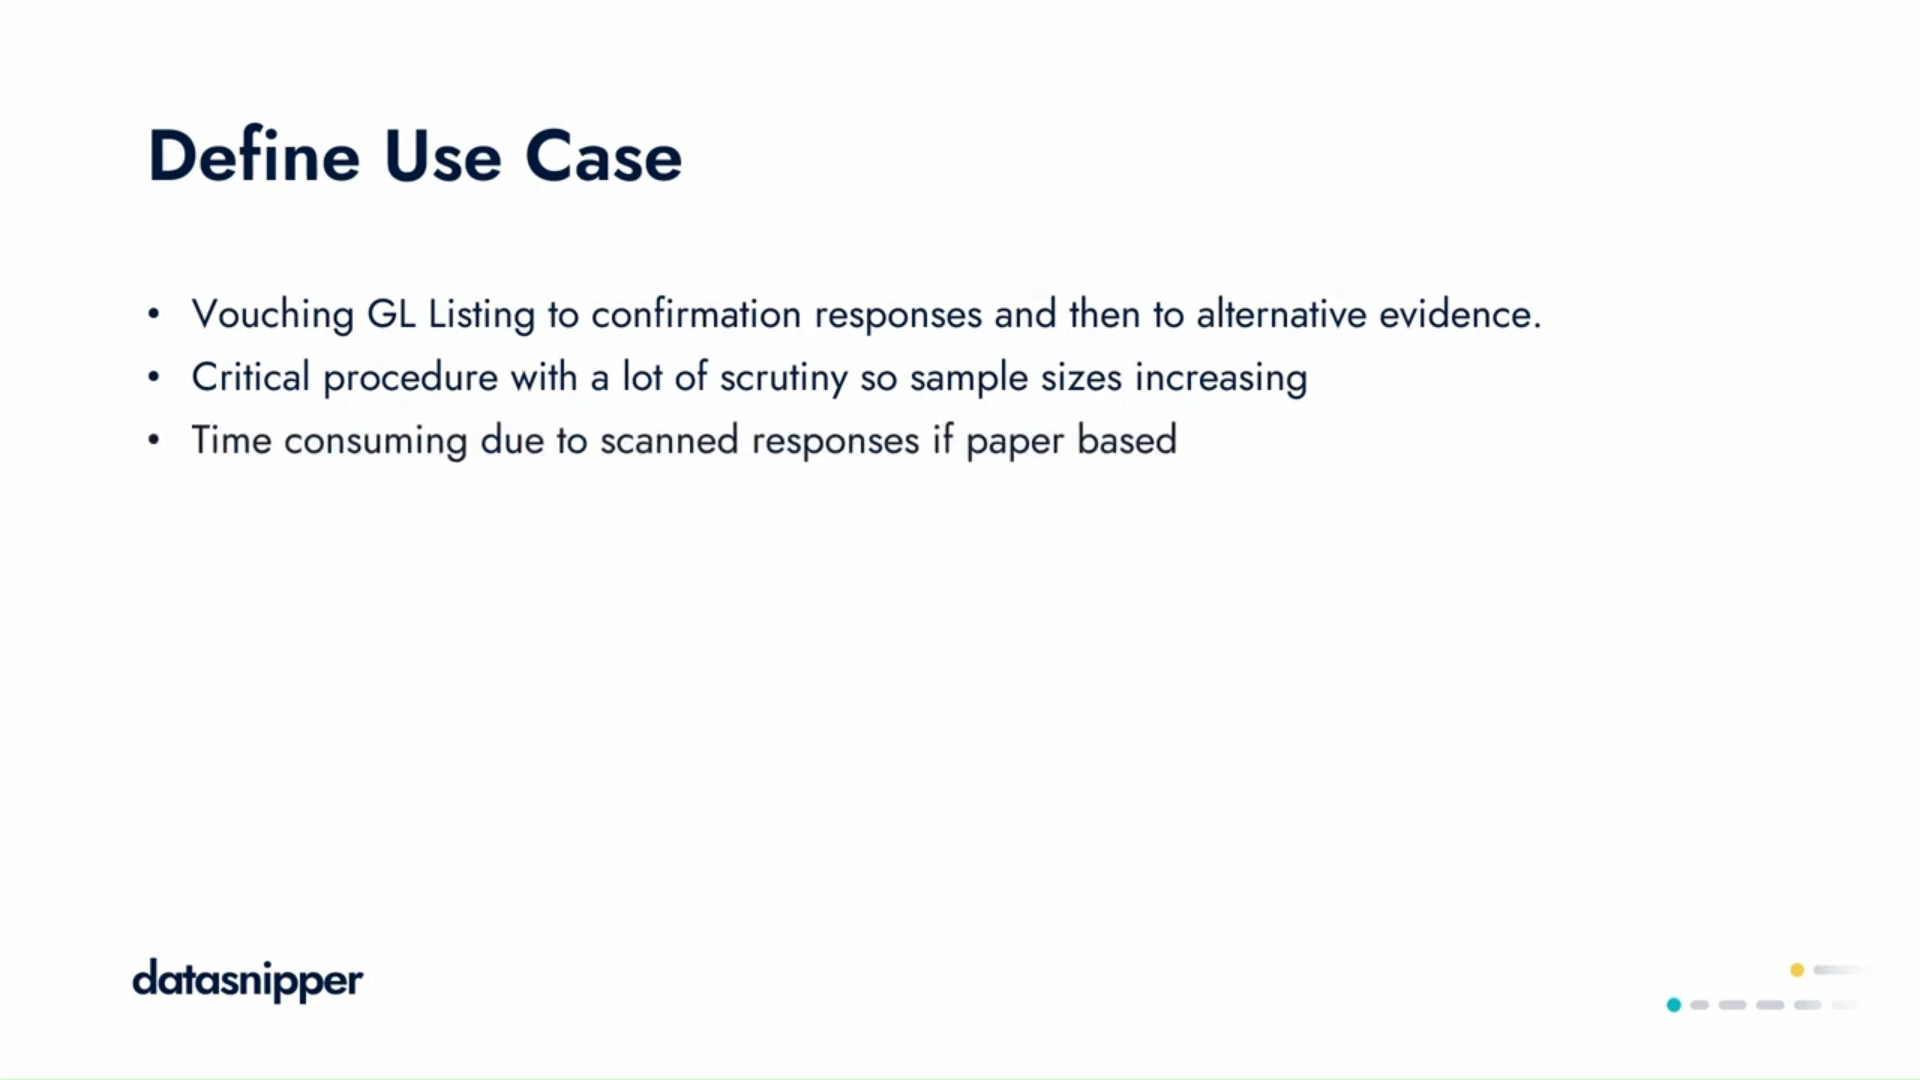 Define Use Case
• Vouching GL Listing to confirmation responses and then to alternative evidence.
• Critical procedure with a lot of scrutiny so sample sizes increasing
• Time consuming due to scanned responses if paper based
datasnipper